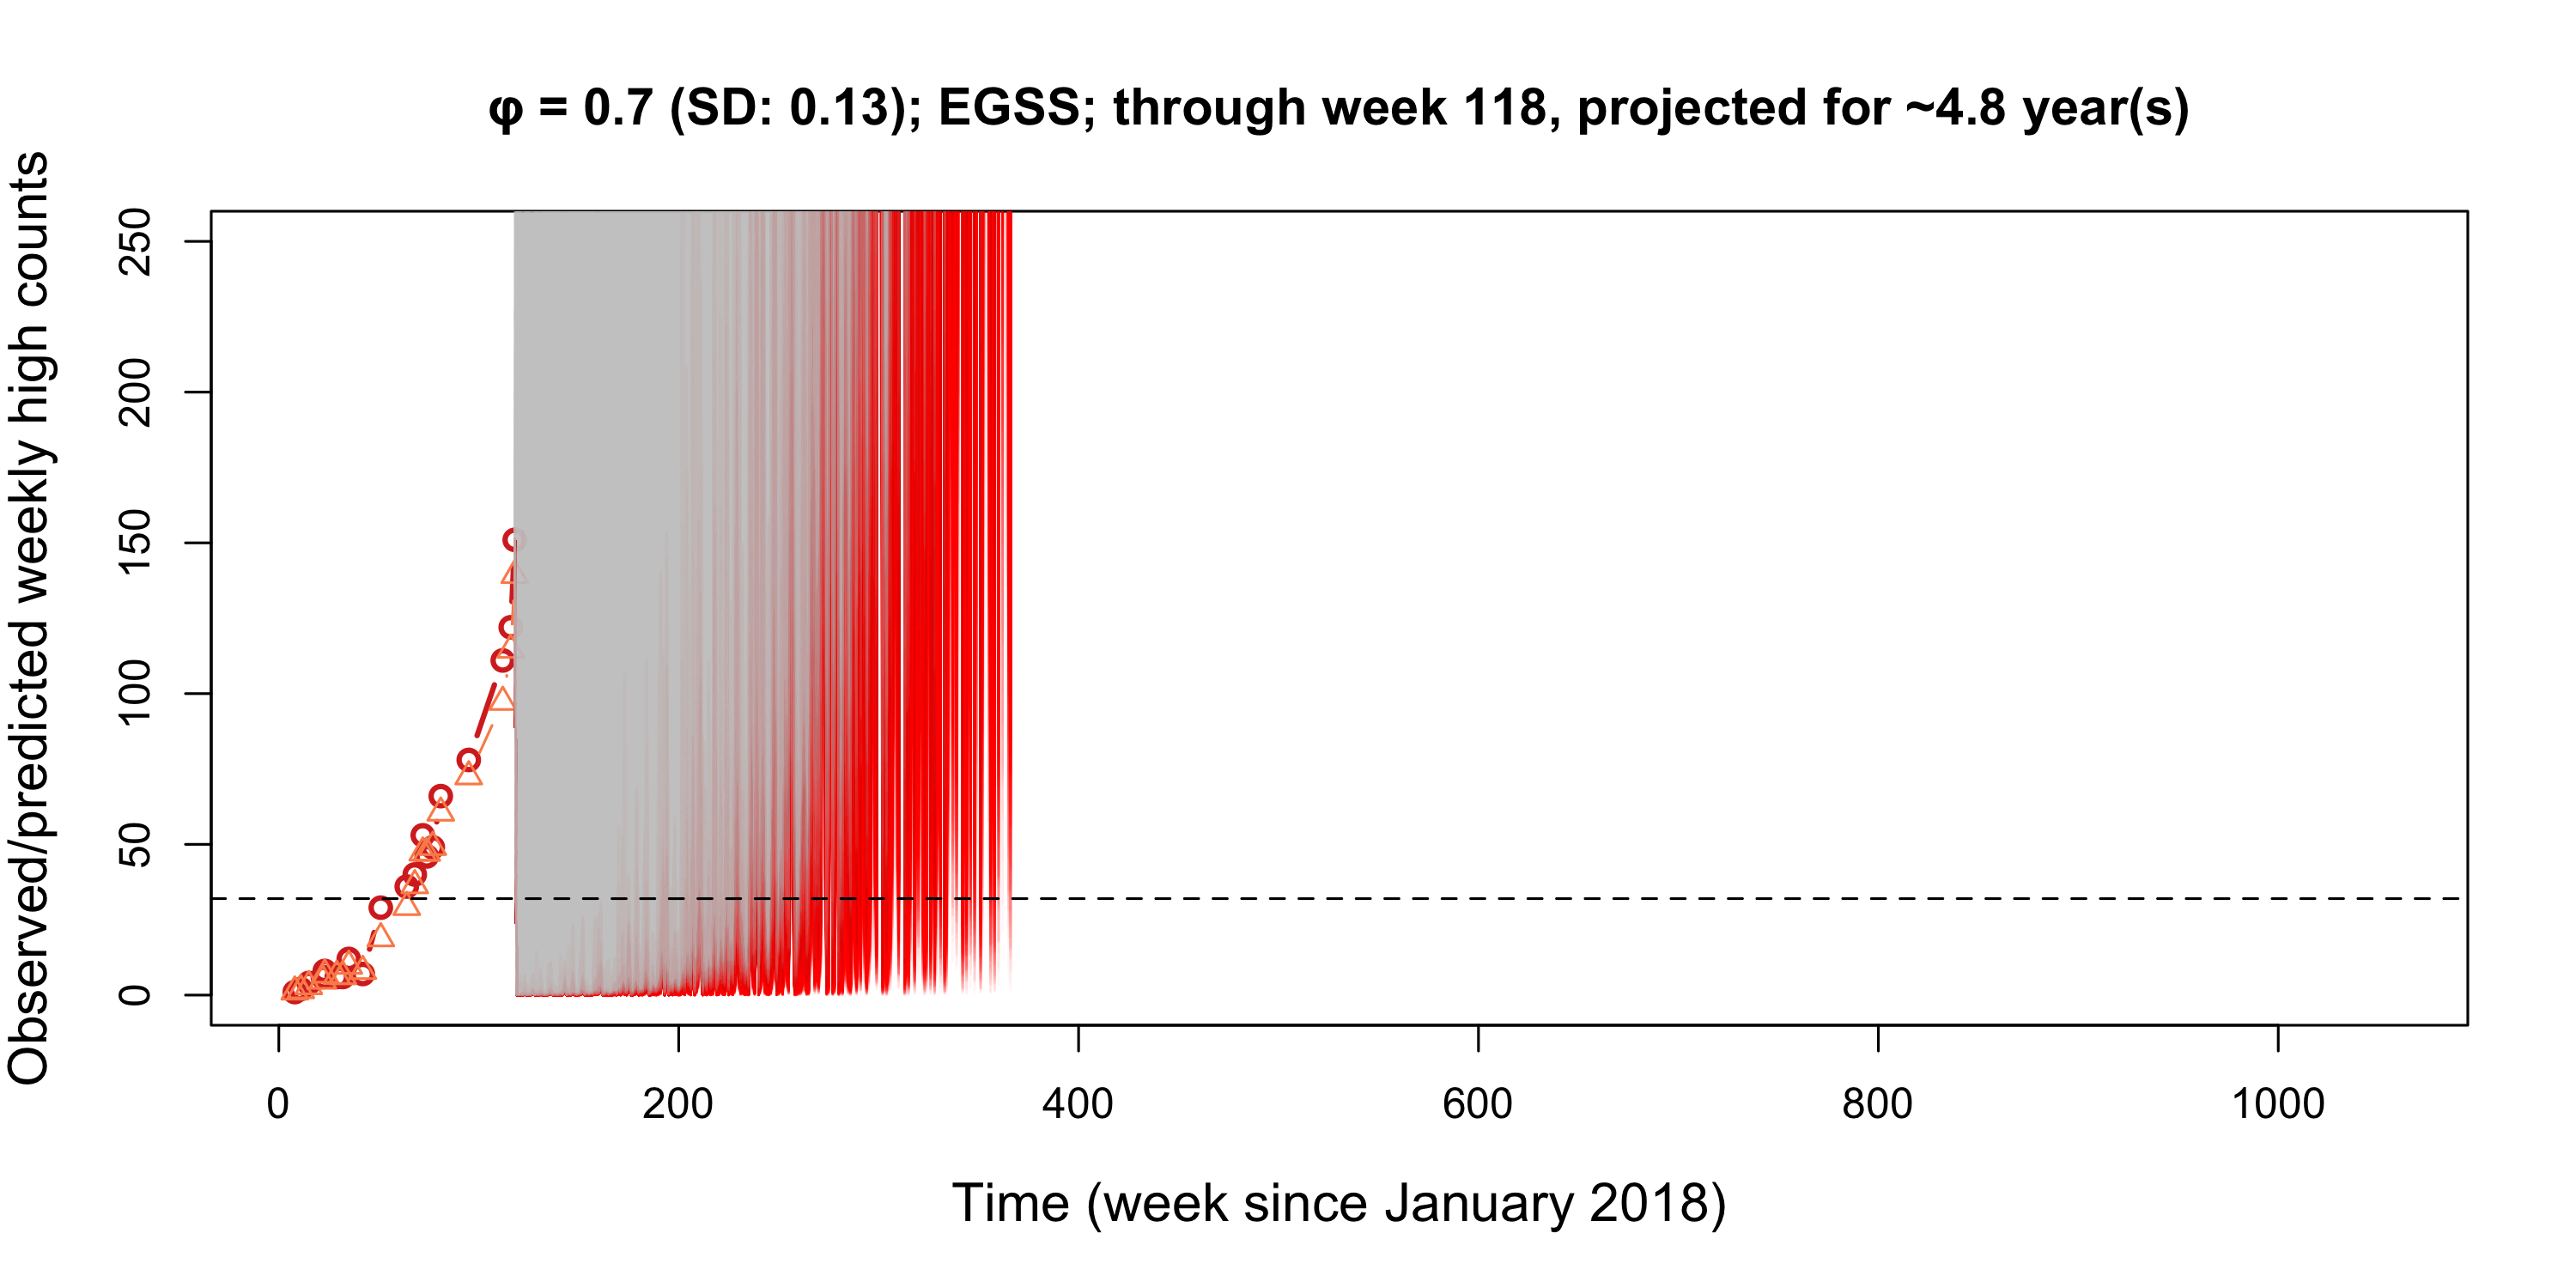 φ = 0.7 (SD: 0.13); EGSS; through week 118, projected for ~4.8 year(s)
Observed/predicted weekly high counts
250
200
150
100
50
0
0 200 400 600 800 1000
Time (week since January 2018)